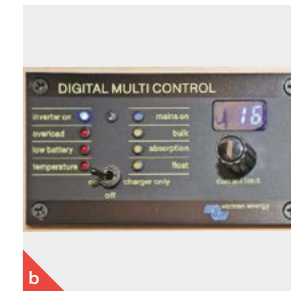 DIGITAL MULTI CONTROL
inverter on
mains on
16
overload
bulk
low battery
absorption
temperature
float
on
charger only
off
limit
victron energy
b